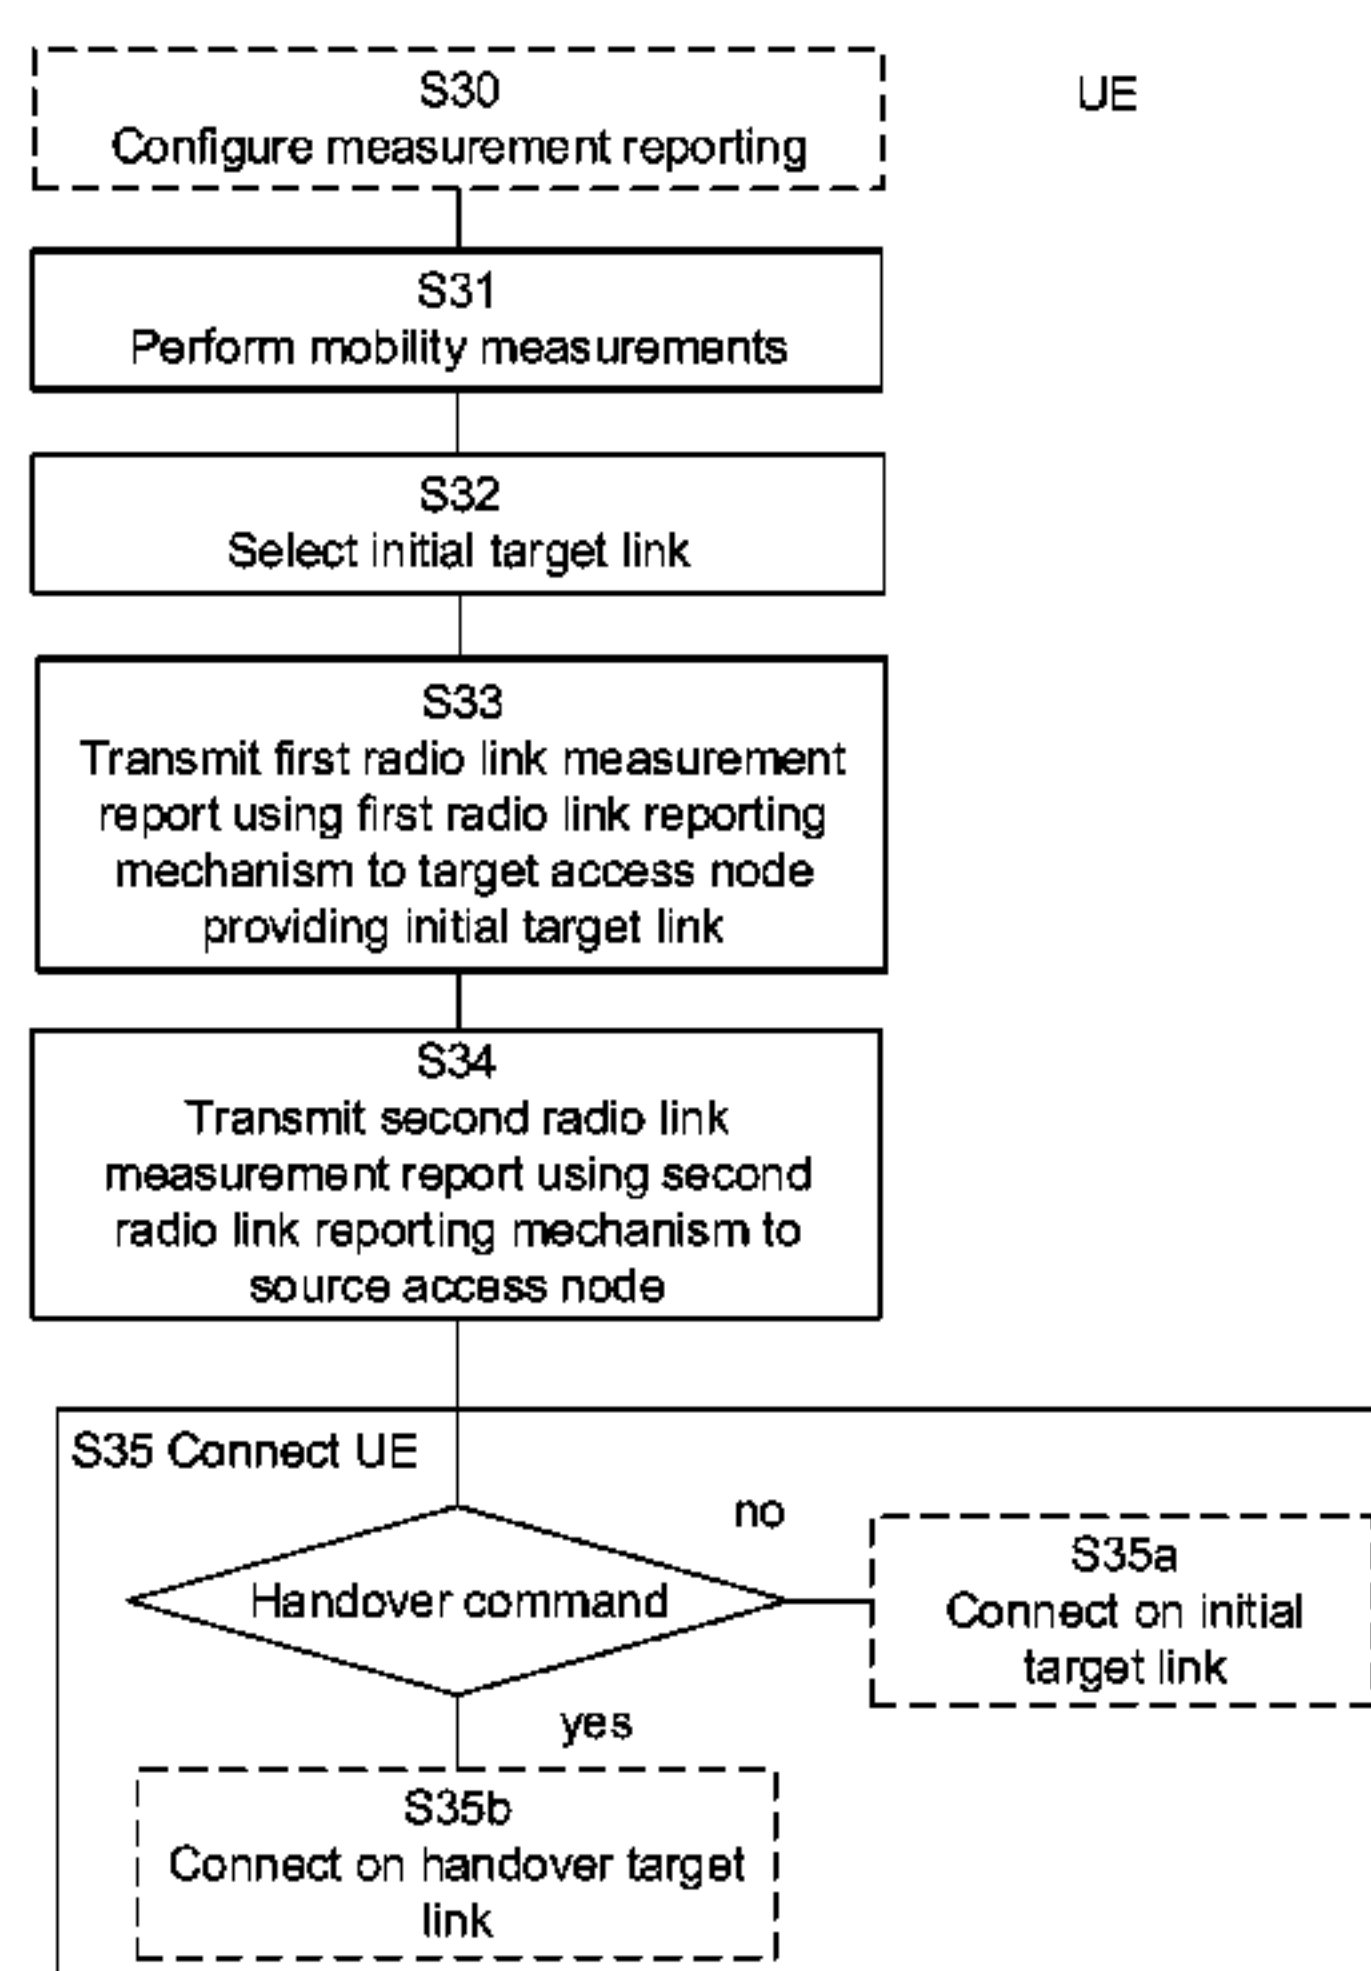 S30
Configure measurement reporting
UE
S31
Perform mobility measurements
S32
Select initial target link
S33
Transmit first radio link measurement
report using first radio link reporting
mechanism to target access node
providing initial target link
S34
Transmit second radio link
measurement report using second
radio link reporting mechanism to
source access node
S35 Connect UE
Handover command
no
S35a
Connect on initial
target link
yes
S35b
Connect on handover target
link